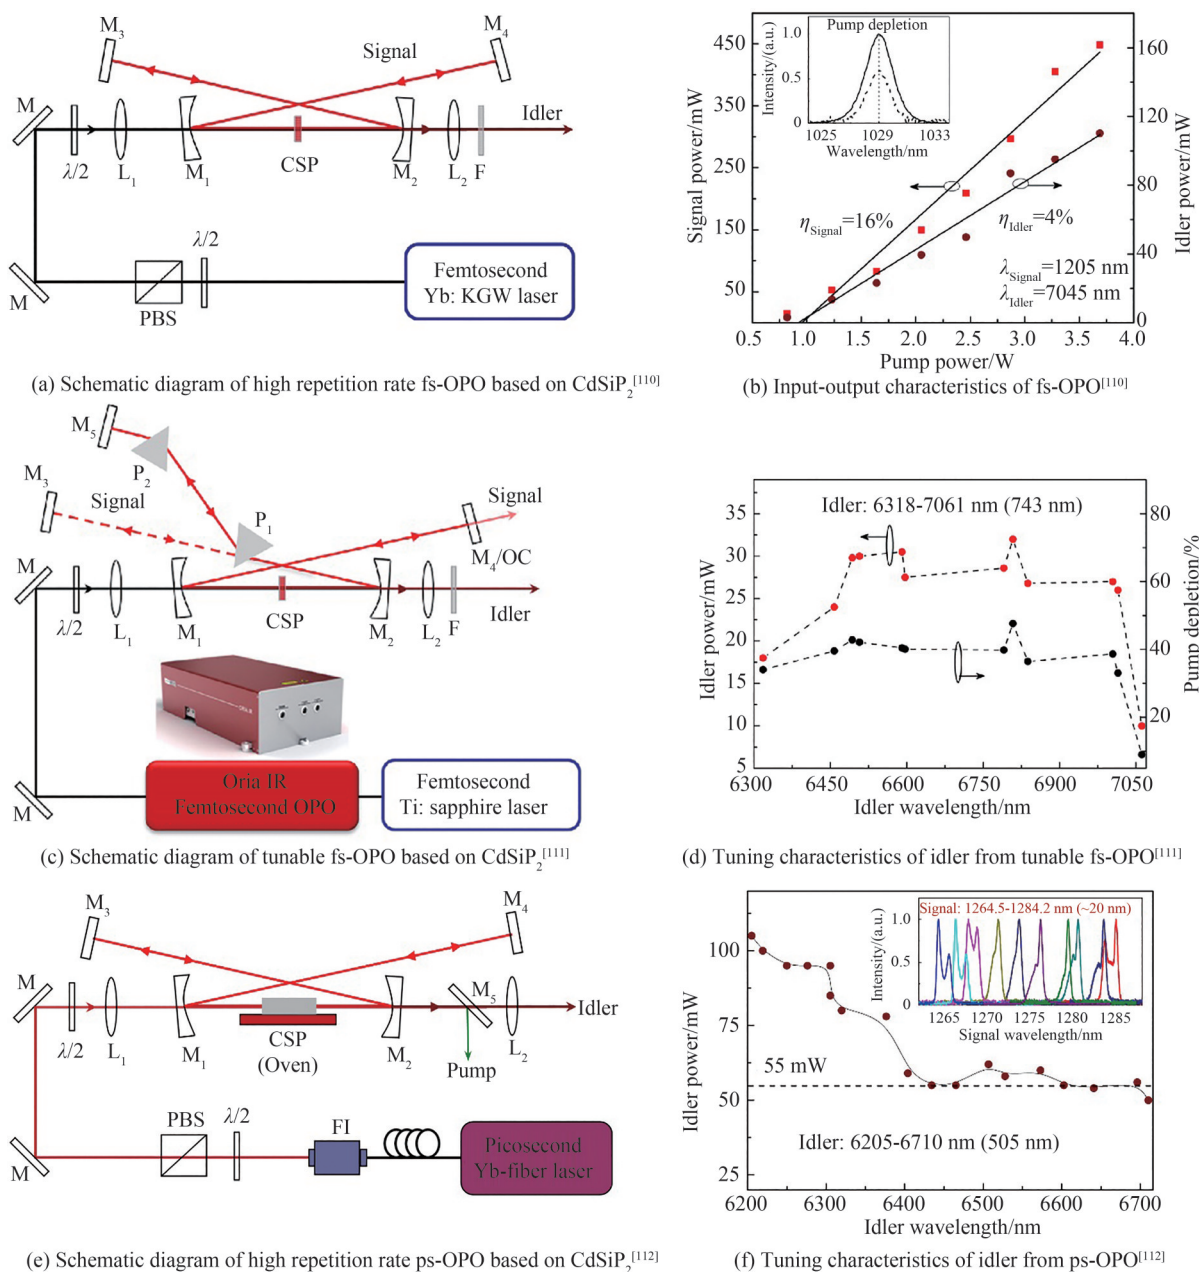 M3
M4
Signal
M
Idler
λ/2
L1
M1
CSP
M2
L2
F
λ/2
M
PBS
Femtosecond
Yb: KGW laser
(a) Schematic diagram of high repetition rate fs-OPO based on CdSiP2[110]
Pump depletion
Intensity/(a.u.)
1.0
0.5
0
1025
1029
1033
Wavelength/nm
Signal power/mW
450
350
250
150
50
Idler power/mW
160
120
80
40
0
ηSignal=16%
ηIdler=4%
λSignal=1205 nm
λIdler=7045 nm
0.5
1.0
1.5
2.0
2.5
3.0
3.5
4.0
Pump power/W
(b) Input-output characteristics of fs-OPO[110]
M5
P2
M3
Signal
P1
Signal
M4/OC
M
Idler
λ/2
L1
M1
CSP
M2
L2
F
M
Oria IR
Femtosecond OPO
Femtosecond
Ti: sapphire laser
(c) Schematic diagram of tunable fs-OPO based on CdSiP2[111]
Idler: 6318-7061 nm (743 nm)
Idler power/mW
35
30
25
20
15
10
5
Pump depletion/%
80
60
40
20
6300
6450
6600
6750
6900
7050
Idler wavelength/nm
(d) Tuning characteristics of idler from tunable fs-OPO[111]
M3
M4
M
M5
Idler
λ/2
L1
M1
CSP
(Oven)
M2
Pump
L2
M
PBS
λ/2
FI
Picosecond
Yb-fiber laser
(e) Schematic diagram of high repetition rate ps-OPO based on CdSiP2[112]
Signal: 1264.5-1284.2 nm (~20 nm)
Intensity/(a.u.)
1.0
0.5
0
1265
1270
1275
1280
1285
Signal wavelength/nm
Idler power/mW
100
75
50
25
55 mW
Idler: 6205-6710 nm (505 nm)
6200
6300
6400
6500
6600
6700
Idler wavelength/nm
(f) Tuning characteristics of idler from ps-OPO[112]